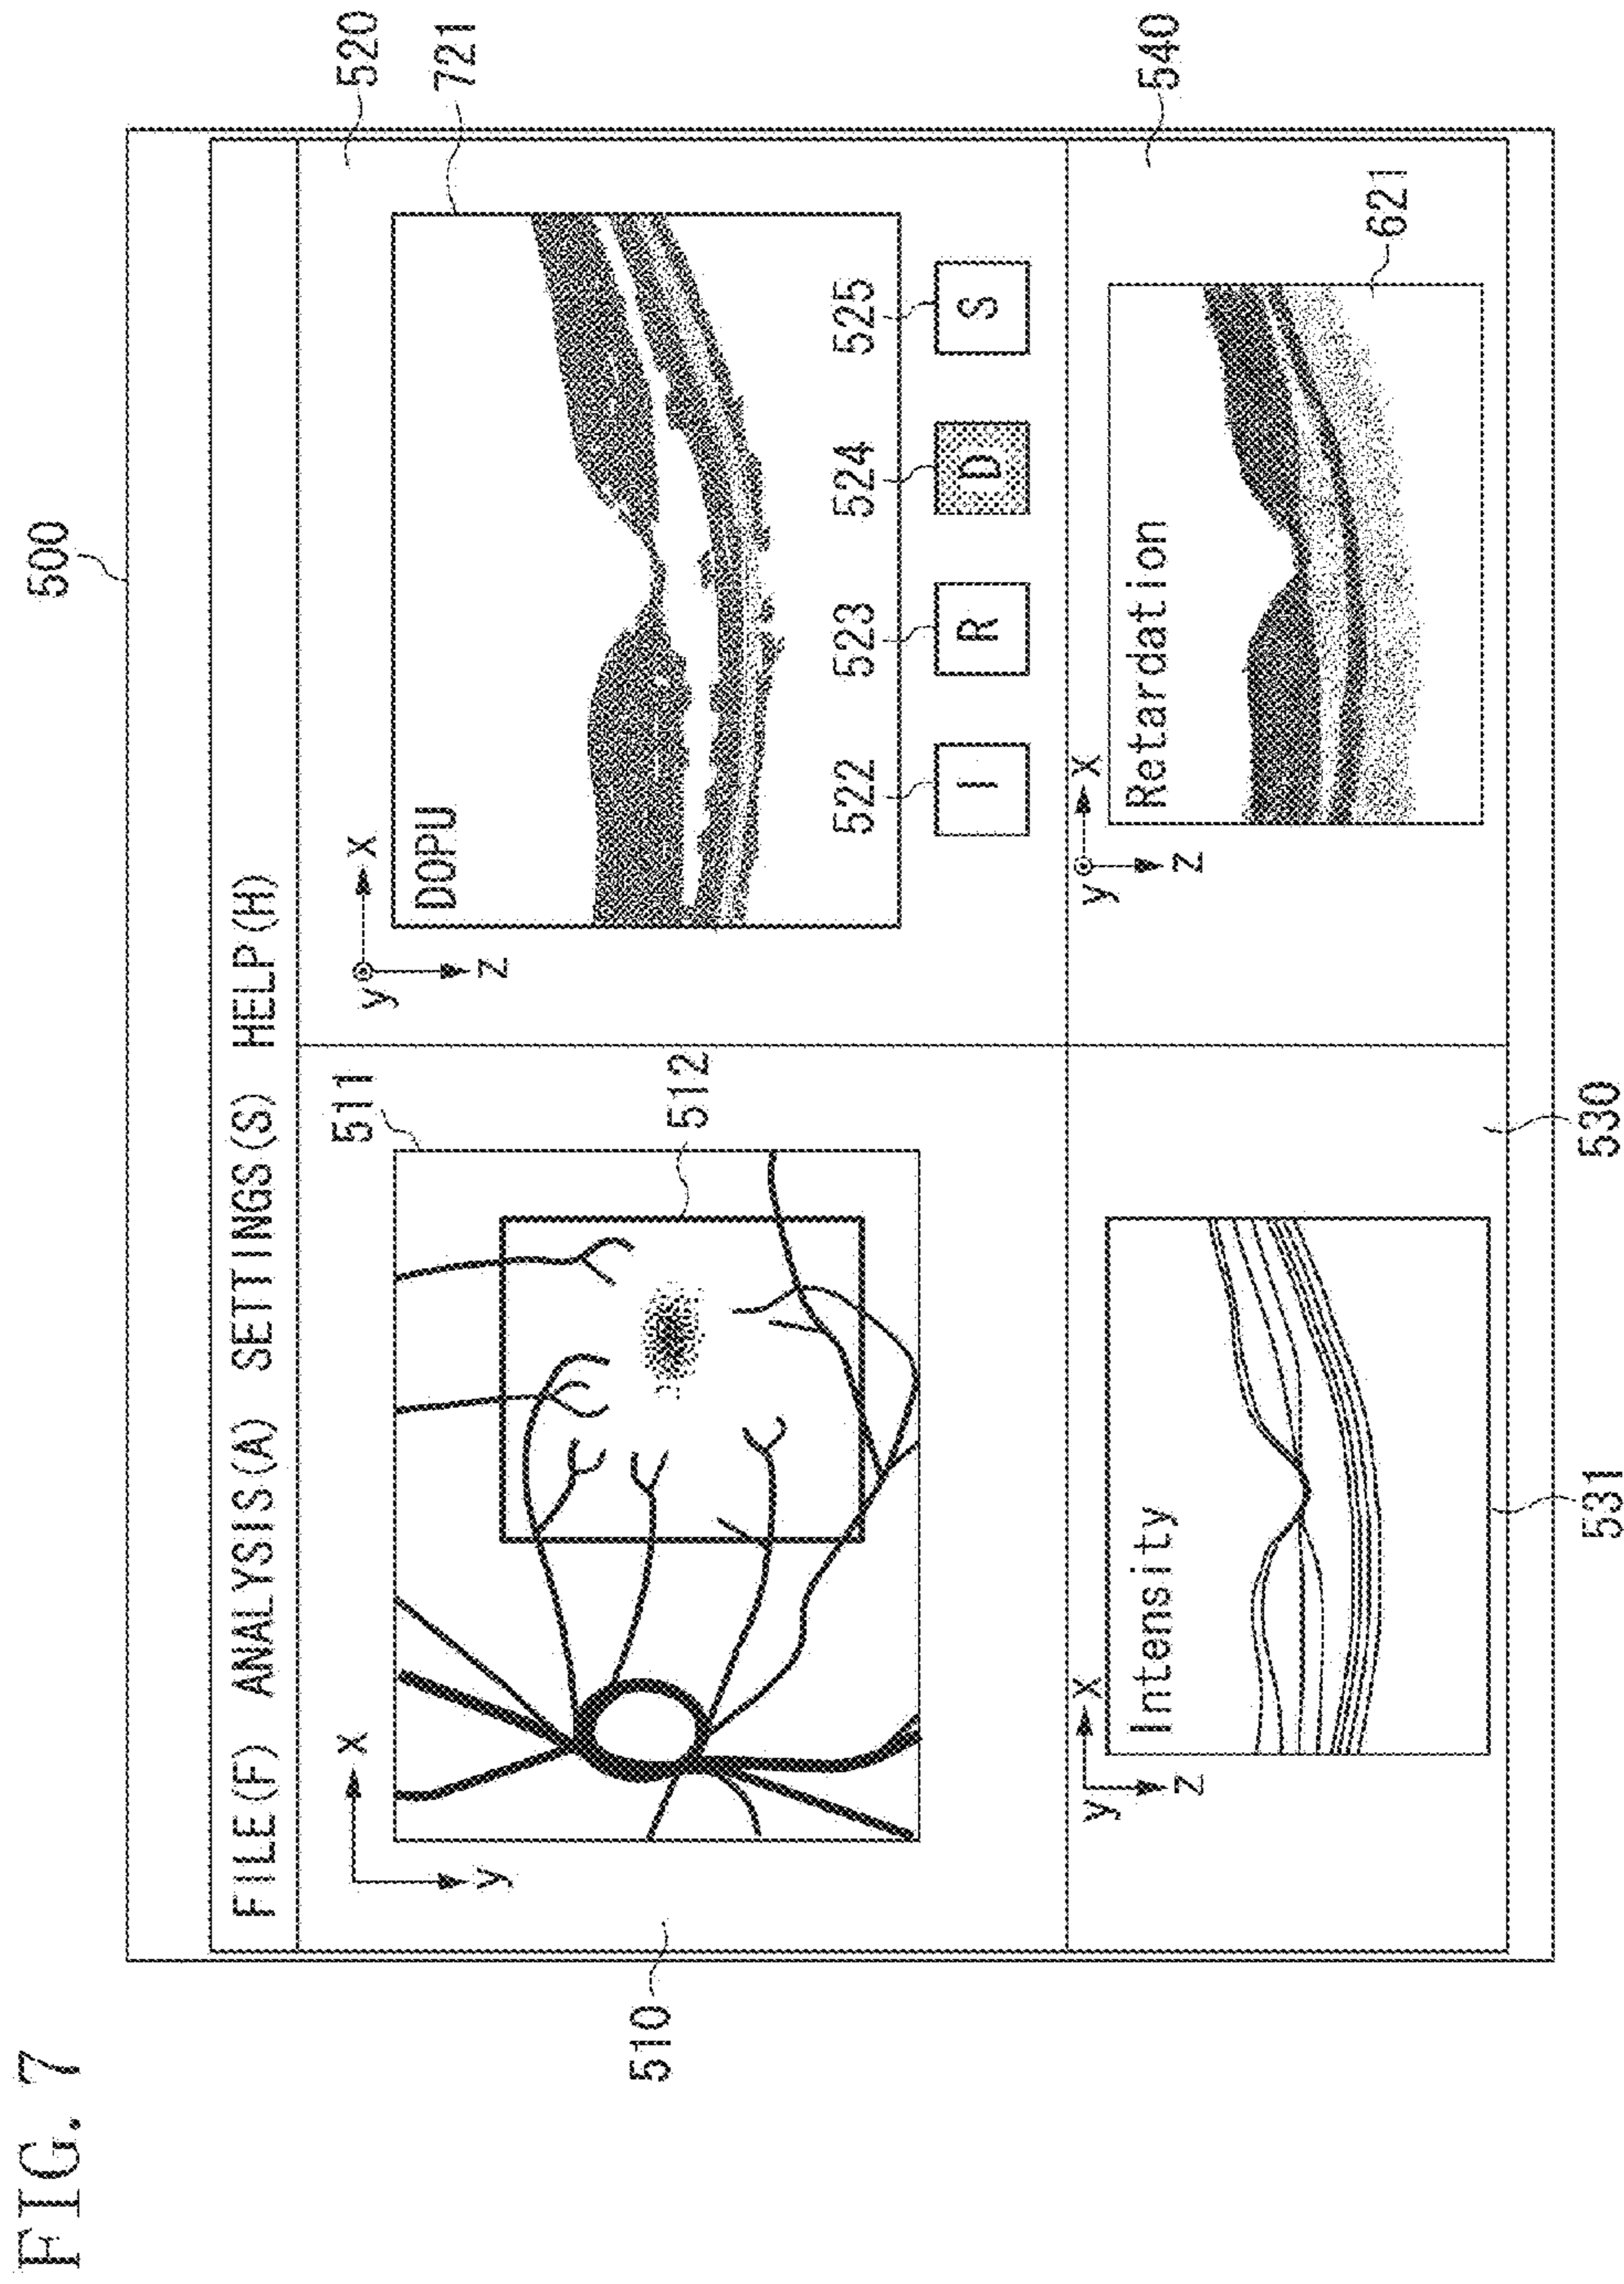 FIG. 7
500
FILE(F) ANALYSIS(A) SETTINGS(S) HELP(H)
510
x
y
511
512
y
x
z
DOPU
520
721
522 523 524 525
I R D S
y
x
z
Intensity
530
531
y
x
z
Retardation
540
621